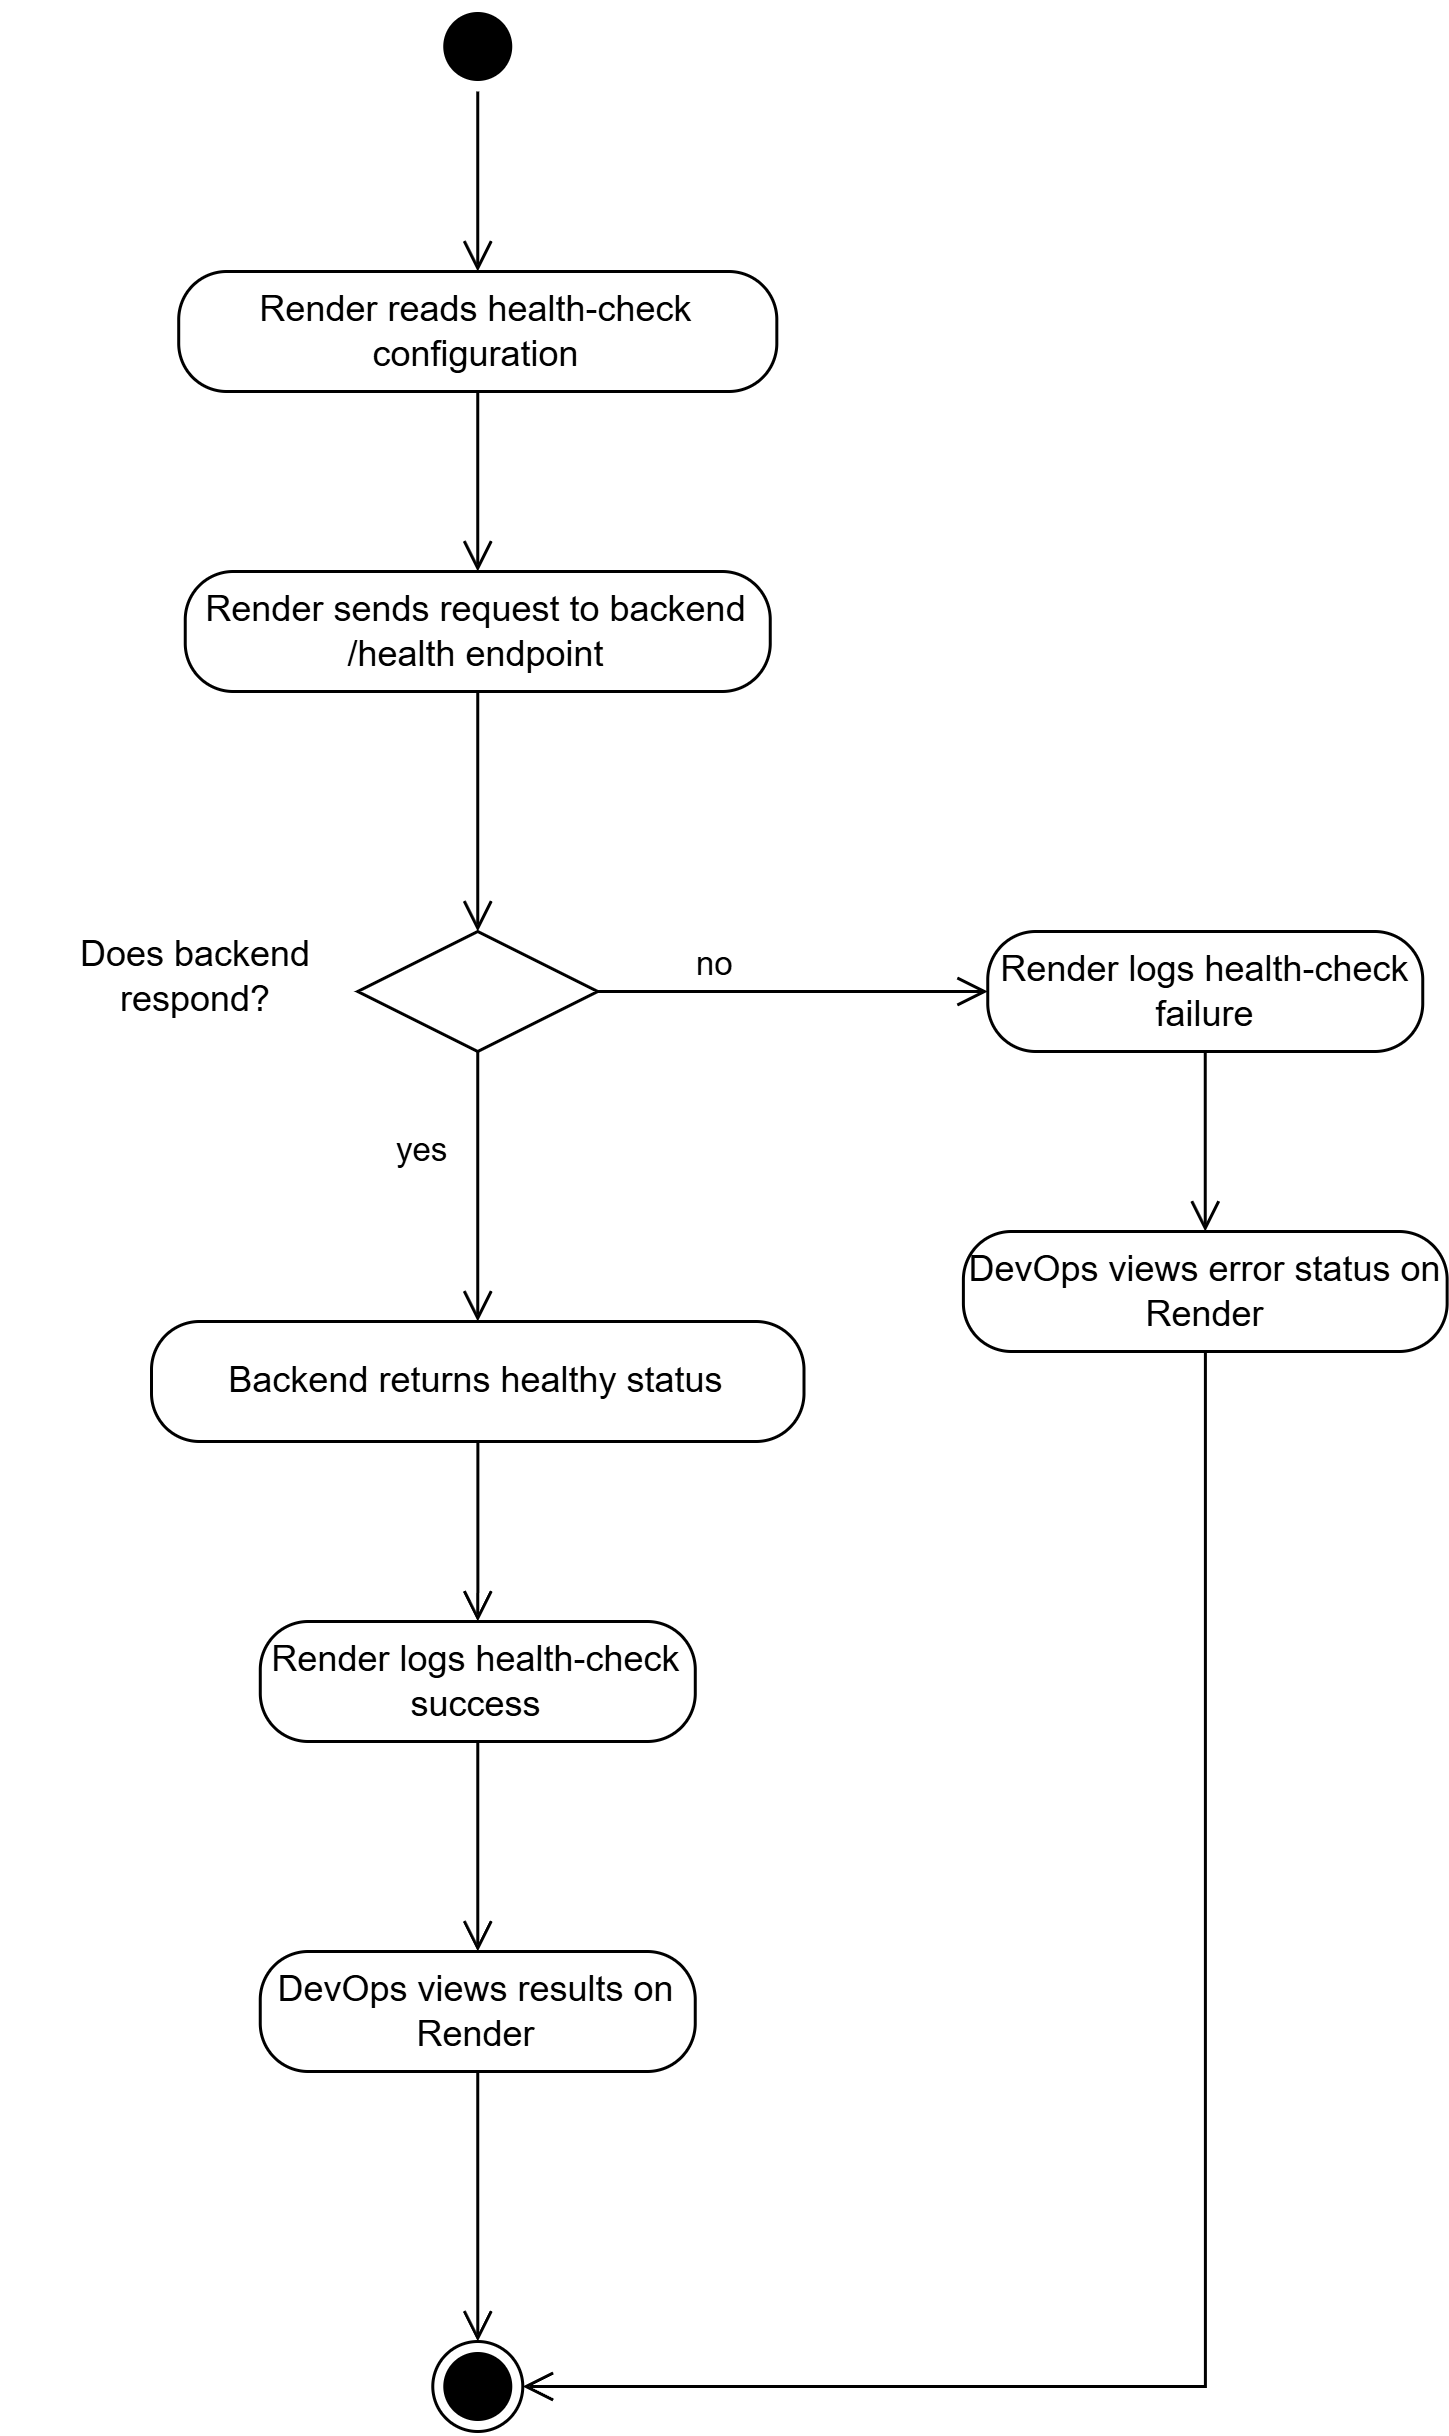 Render reads health-check
configuration
Render sends request to backend
/health endpoint
Does backend
respond?
no
Render logs health-check
failure
yes
DevOps views error status on
Render
Backend returns healthy status
Render logs health-check
success
DevOps views results on
Render